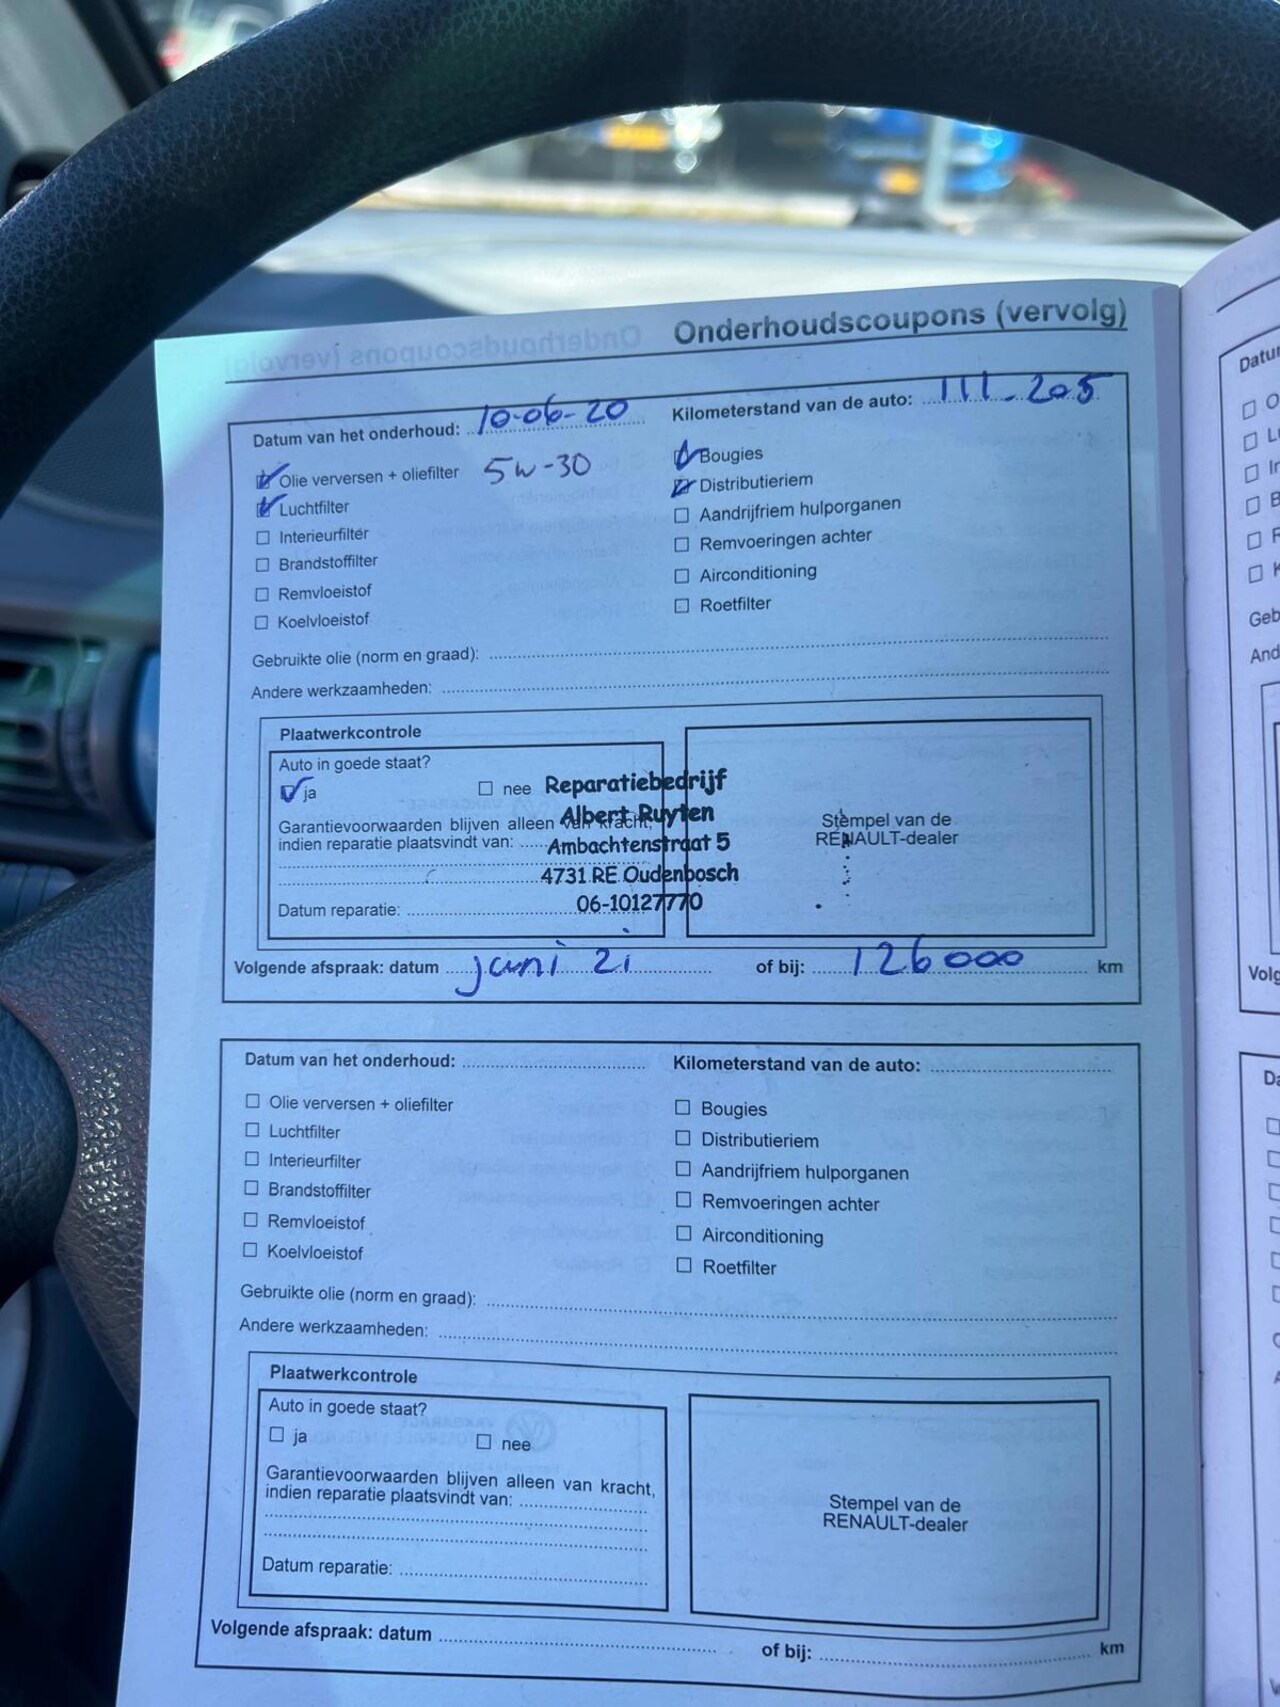 Onderhoudscoupons (vervolg)
Datum van het onderhoud: 10-06-20 Kilometerstand van de auto: 111.205
Olie verversen + oliefilter 5W-30
Luchtfilter
Interieurfilter
Brandstoffilter
Remvloeistof
Koelvloeistof
Bougies
Distributieriem
Aandrijfriem hulporganen
Remvoeringen achter
Airconditioning
Roetfilter
Gebruikte olie (norm en graad):
Andere werkzaamheden:
Plaatwerkcontrole
Auto in goede staat?
ja nee
Garantievoorwaarden blijven alleen van kracht,
indien reparatie plaatsvindt van:
Datum reparatie:
Reparatiebedrijf
Albert Ruyten
Ambachtenstraat 5
4731 RE Oudenbosch
06-10127770
Stempel van de
RENAULT-dealer
Volgende afspraak: datum juni 21 of bij: 126000 km
Datum van het onderhoud: Kilometerstand van de auto:
Olie verversen + oliefilter
Luchtfilter
Interieurfilter
Brandstoffilter
Remvloeistof
Koelvloeistof
Bougies
Distributieriem
Aandrijfriem hulporganen
Remvoeringen achter
Airconditioning
Roetfilter
Gebruikte olie (norm en graad):
Andere werkzaamheden:
Plaatwerkcontrole
Auto in goede staat?
ja nee
Garantievoorwaarden blijven alleen van kracht,
indien reparatie plaatsvindt van:
Datum reparatie:
Stempel van de
RENAULT-dealer
Volgende afspraak: datum of bij: km